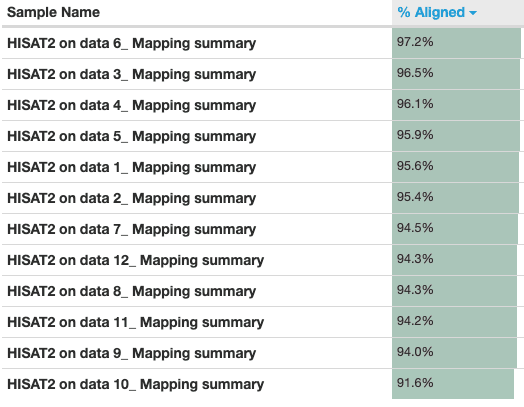 Sample Name % Aligned
HISAT2 on data 6_ Mapping summary 97.2%
HISAT2 on data 3_ Mapping summary 96.5%
HISAT2 on data 4_ Mapping summary 96.1%
HISAT2 on data 5_ Mapping summary 95.9%
HISAT2 on data 1_ Mapping summary 95.6%
HISAT2 on data 2_ Mapping summary 95.4%
HISAT2 on data 7_ Mapping summary 94.5%
HISAT2 on data 12_ Mapping summary 94.3%
HISAT2 on data 8_ Mapping summary 94.3%
HISAT2 on data 11_ Mapping summary 94.2%
HISAT2 on data 9_ Mapping summary 94.0%
HISAT2 on data 10_ Mapping summary 91.6%